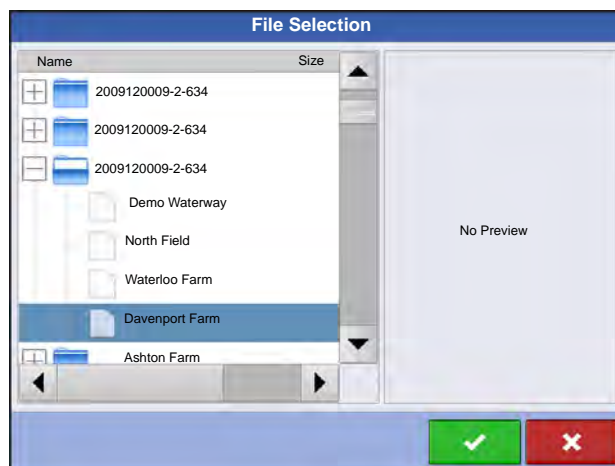 File Selection
Name Size
2009120009-2-634
2009120009-2-634
2009120009-2-634
Demo Waterway
North Field
Waterloo Farm
Davenport Farm
Ashton Farm
No Preview